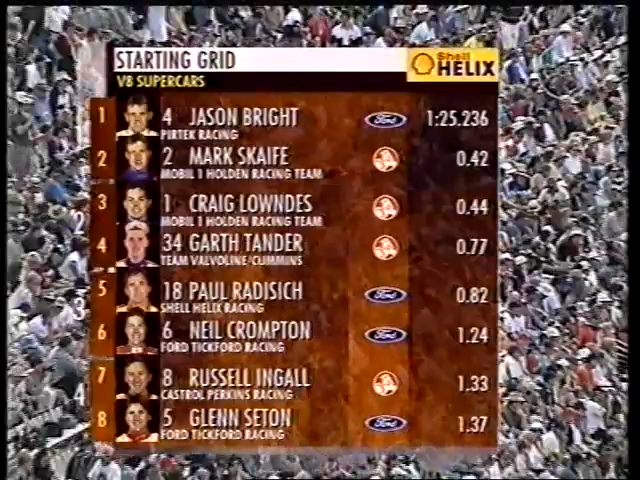 STARTING GRID
Shell HELIX
V8 SUPERCARS
1 4 JASON BRIGHT Ford 1:25.236
PIRTEK RACING
2 2 MARK SKAIFE 0.42
MOBIL 1 HOLDEN RACING TEAM
3 1 CRAIG LOWNDES 0.44
MOBIL 1 HOLDEN RACING TEAM
4 34 GARTH TANDER 0.77
TEAM VALVOLINE/CUMMINS
5 18 PAUL RADISICH Ford 0.82
SHELL HELIX RACING
6 6 NEIL CROMPTON Ford 1.24
FORD TICKFORD RACING
7 8 RUSSELL INGALL 1.33
CASTROL PERKINS RACING
8 5 GLENN SETON Ford 1.37
FORD TICKFORD RACING